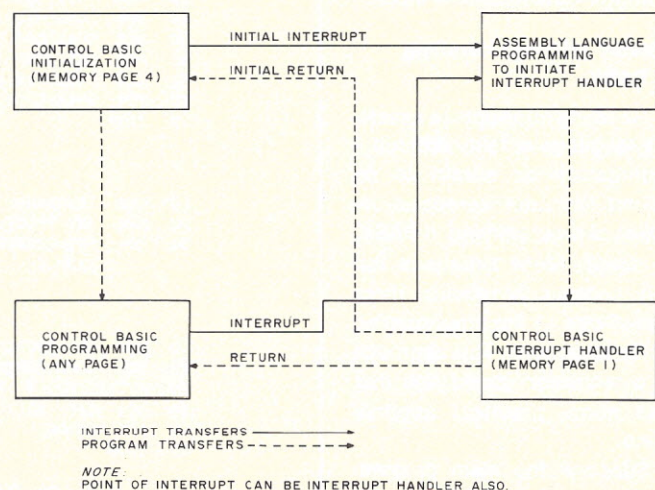 CONTROL BASIC
INITIALIZATION
(MEMORY PAGE 4)
INITIAL INTERRUPT
INITIAL RETURN
ASSEMBLY LANGUAGE
PROGRAMMING
TO INITIATE
INTERRUPT HANDLER
CONTROL BASIC
PROGRAMMING
(ANY PAGE)
INTERRUPT
RETURN
CONTROL BASIC
INTERRUPT HANDLER
(MEMORY PAGE 1)
INTERRUPT TRANSFERS
PROGRAM TRANSFERS
NOTE:
POINT OF INTERRUPT CAN BE INTERRUPT HANDLER ALSO.